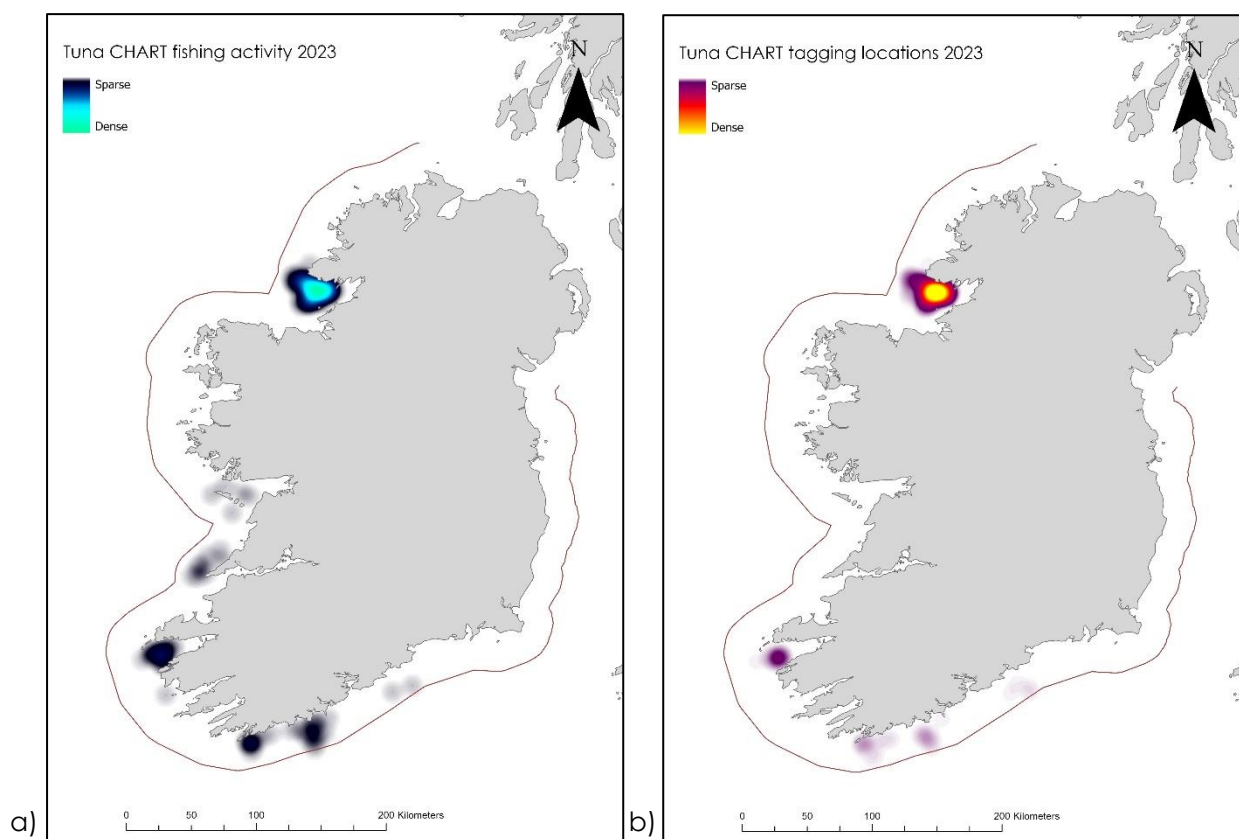 Tuna CHART fishing activity 2023
N
Sparse
Dense
0 50 100 200 Kilometers
a)
Tuna CHART tagging locations 2023
N
Sparse
Dense
0 50 100 200 Kilometers
b)